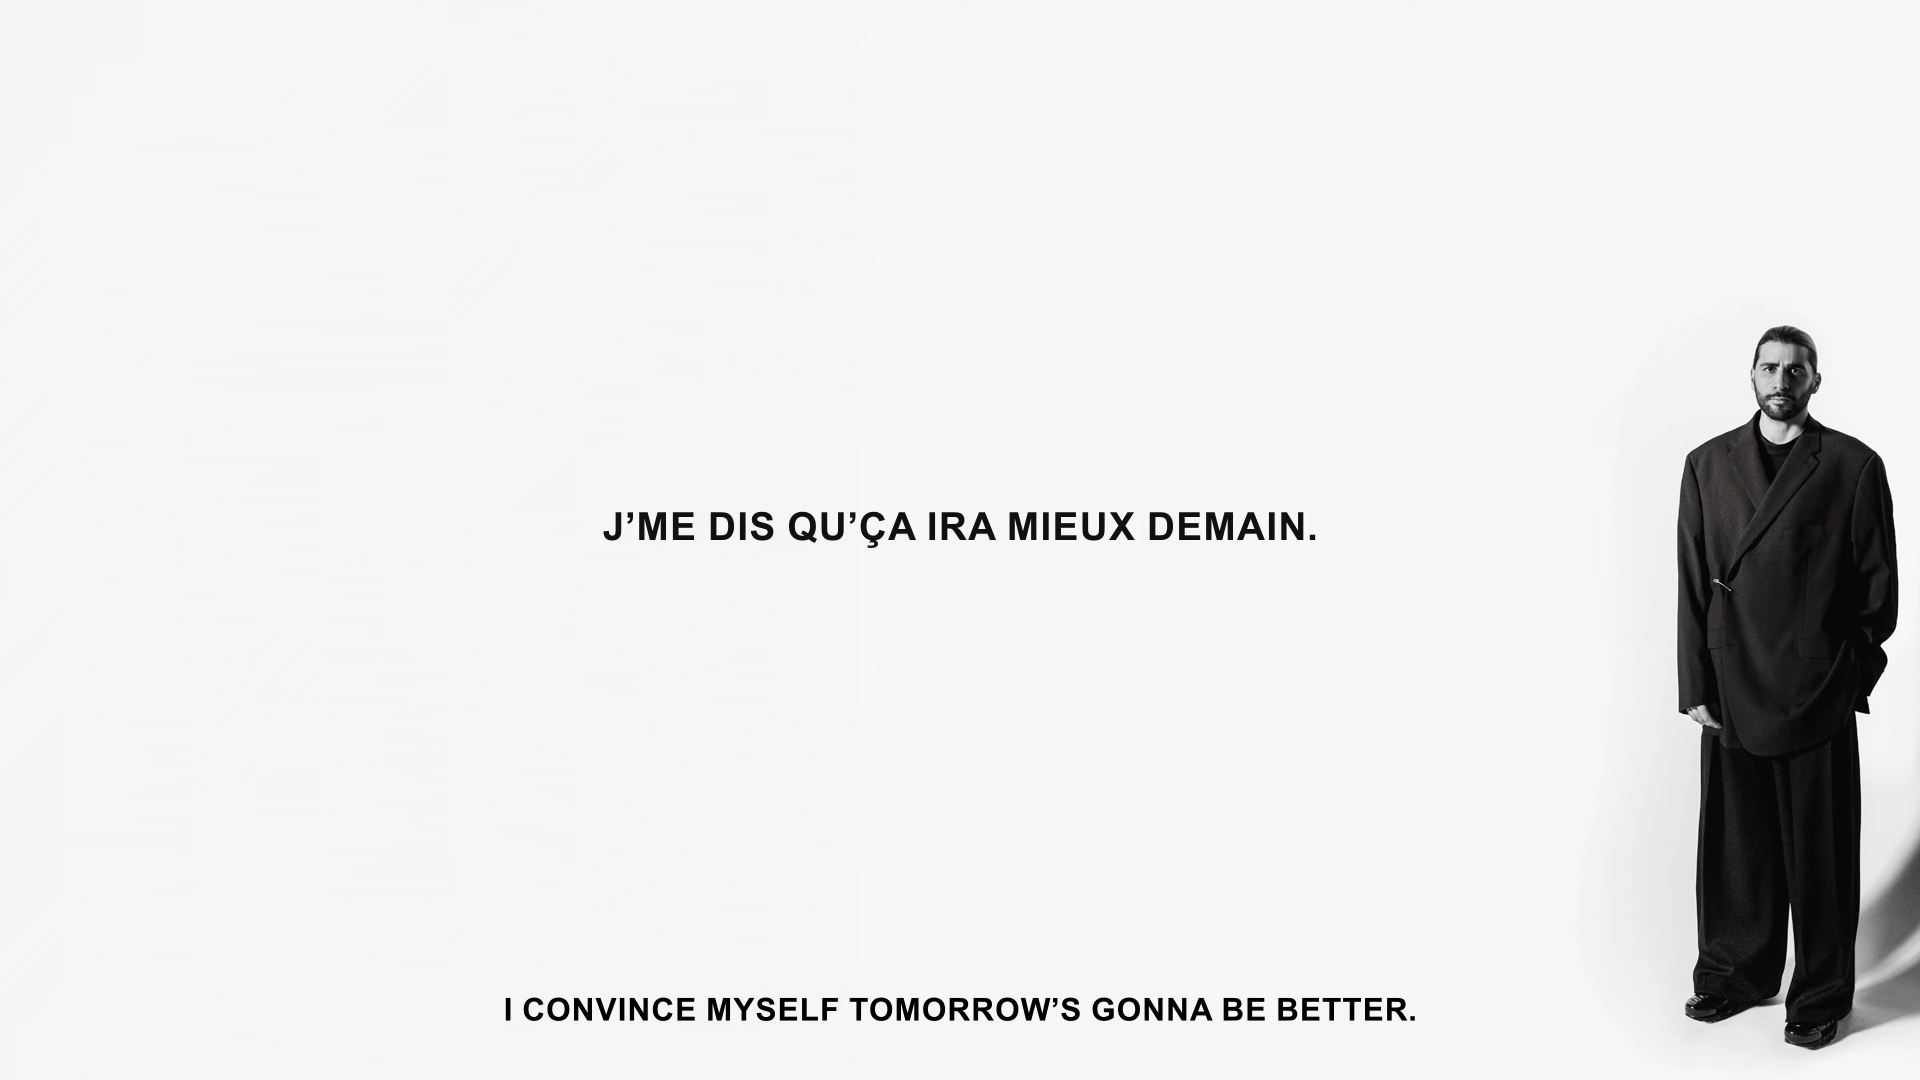 J’ME DIS QU’ÇA IRA MIEUX DEMAIN.
I CONVINCE MYSELF TOMORROW’S GONNA BE BETTER.